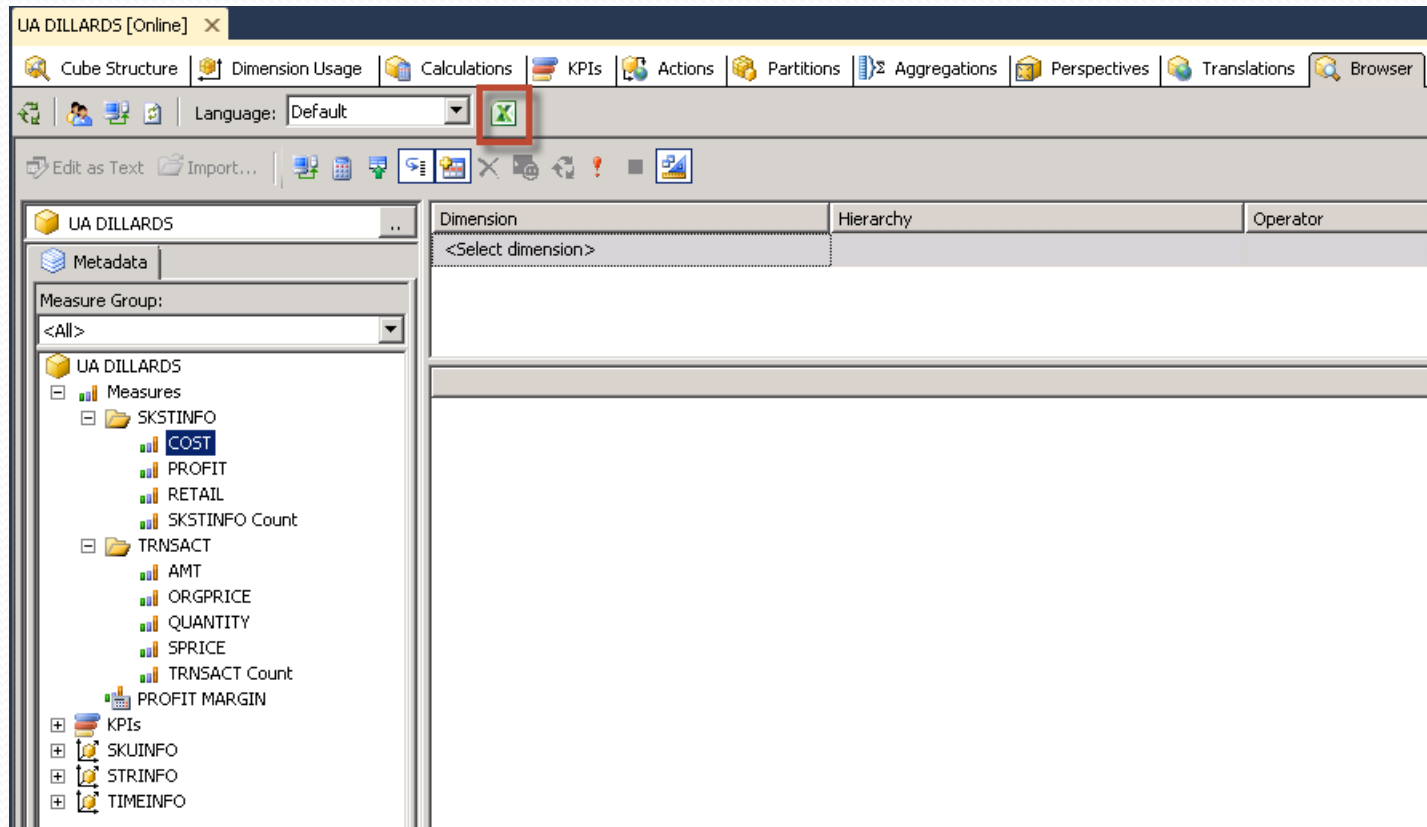 UA DILLARDS [Online]
Cube Structure Dimension Usage Calculations KPIs Actions Partitions Aggregations Perspectives Translations Browser
Language: Default
Edit as Text Import...
UA DILLARDS ..
Dimension Hierarchy Operator
<Select dimension>
Metadata
Measure Group:
<All>
UA DILLARDS
Measures
SKSTINFO
COST
PROFIT
RETAIL
SKSTINFO Count
TRNSACT
AMT
ORGPRICE
QUANTITY
SPRICE
TRNSACT Count
PROFIT MARGIN
KPIs
SKUINFO
STRINFO
TIMEINFO